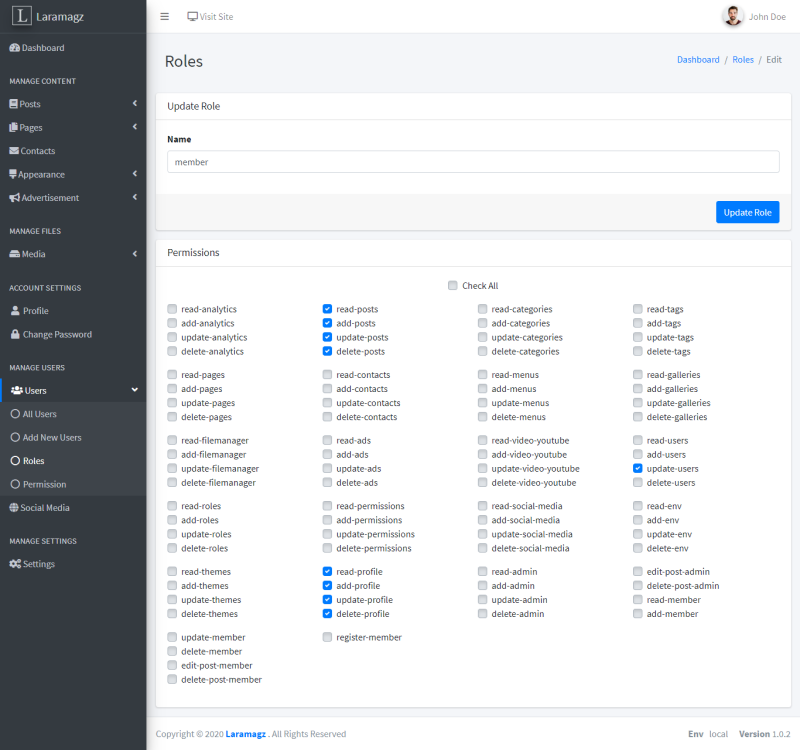 L Laramagz
Visit Site
John Doe
Dashboard
MANAGE CONTENT
Posts
Pages
Contacts
Appearance
Advertisement
MANAGE FILES
Media
ACCOUNT SETTINGS
Profile
Change Password
MANAGE USERS
Users
All Users
Add New Users
Roles
Permission
Social Media
MANAGE SETTINGS
Settings
Roles
Dashboard / Roles / Edit
Update Role
Name
member
Update Role
Permissions
Check All
read-analytics
add-analytics
update-analytics
delete-analytics
read-posts
add-posts
update-posts
delete-posts
read-categories
add-categories
update-categories
delete-categories
read-tags
add-tags
update-tags
delete-tags
read-pages
add-pages
update-pages
delete-pages
read-contacts
add-contacts
update-contacts
delete-contacts
read-menus
add-menus
update-menus
delete-menus
read-galleries
add-galleries
update-galleries
delete-galleries
read-filemanager
add-filemanager
update-filemanager
delete-filemanager
read-ads
add-ads
update-ads
delete-ads
read-video-youtube
add-video-youtube
update-video-youtube
delete-video-youtube
read-users
add-users
update-users
delete-users
read-roles
add-roles
update-roles
delete-roles
read-permissions
add-permissions
update-permissions
delete-permissions
read-social-media
add-social-media
update-social-media
delete-social-media
read-env
add-env
update-env
delete-env
read-themes
add-themes
update-themes
delete-themes
read-profile
add-profile
update-profile
delete-profile
read-admin
add-admin
update-admin
delete-admin
edit-post-admin
delete-post-admin
read-member
add-member
update-member
delete-member
edit-post-member
delete-post-member
register-member
Copyright © 2020 Laramagz . All Rights Reserved
Env local Version 1.0.2